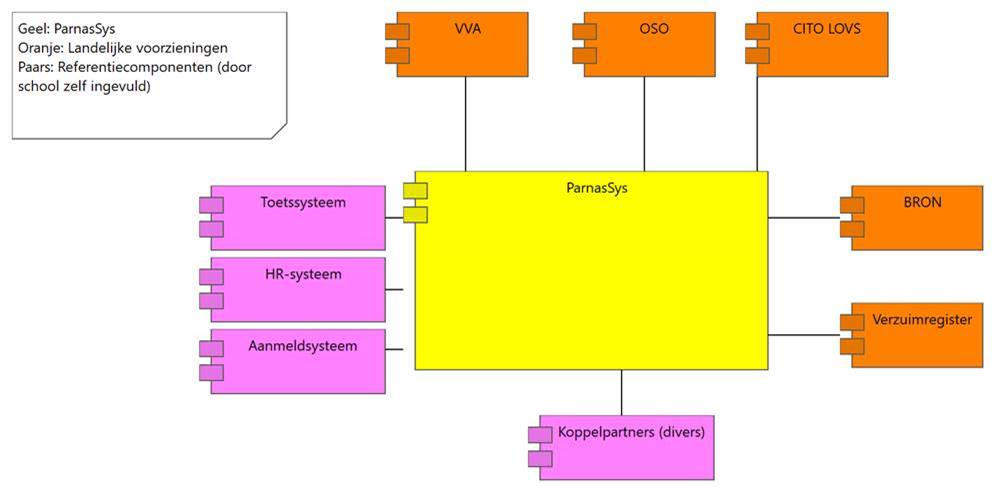 Geel: ParnasSys
Oranje: Landelijke voorzieningen
Paars: Referentiecomponenten (door
school zelf ingevuld)
VVA
OSO
CITO LOVS
ParnasSys
Toetssysteem
BRON
HR-systeem
Verzuimregister
Aanmeldsysteem
Koppelpartners (divers)